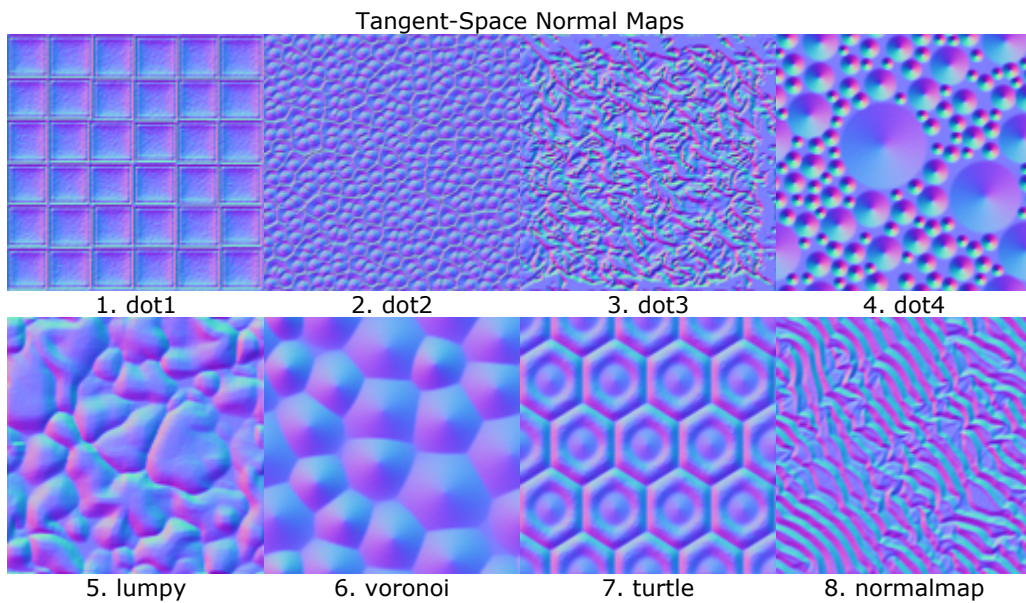 Tangent-Space Normal Maps
1. dot1
2. dot2
3. dot3
4. dot4
5. lumpy
6. voronoi
7. turtle
8. normalmap